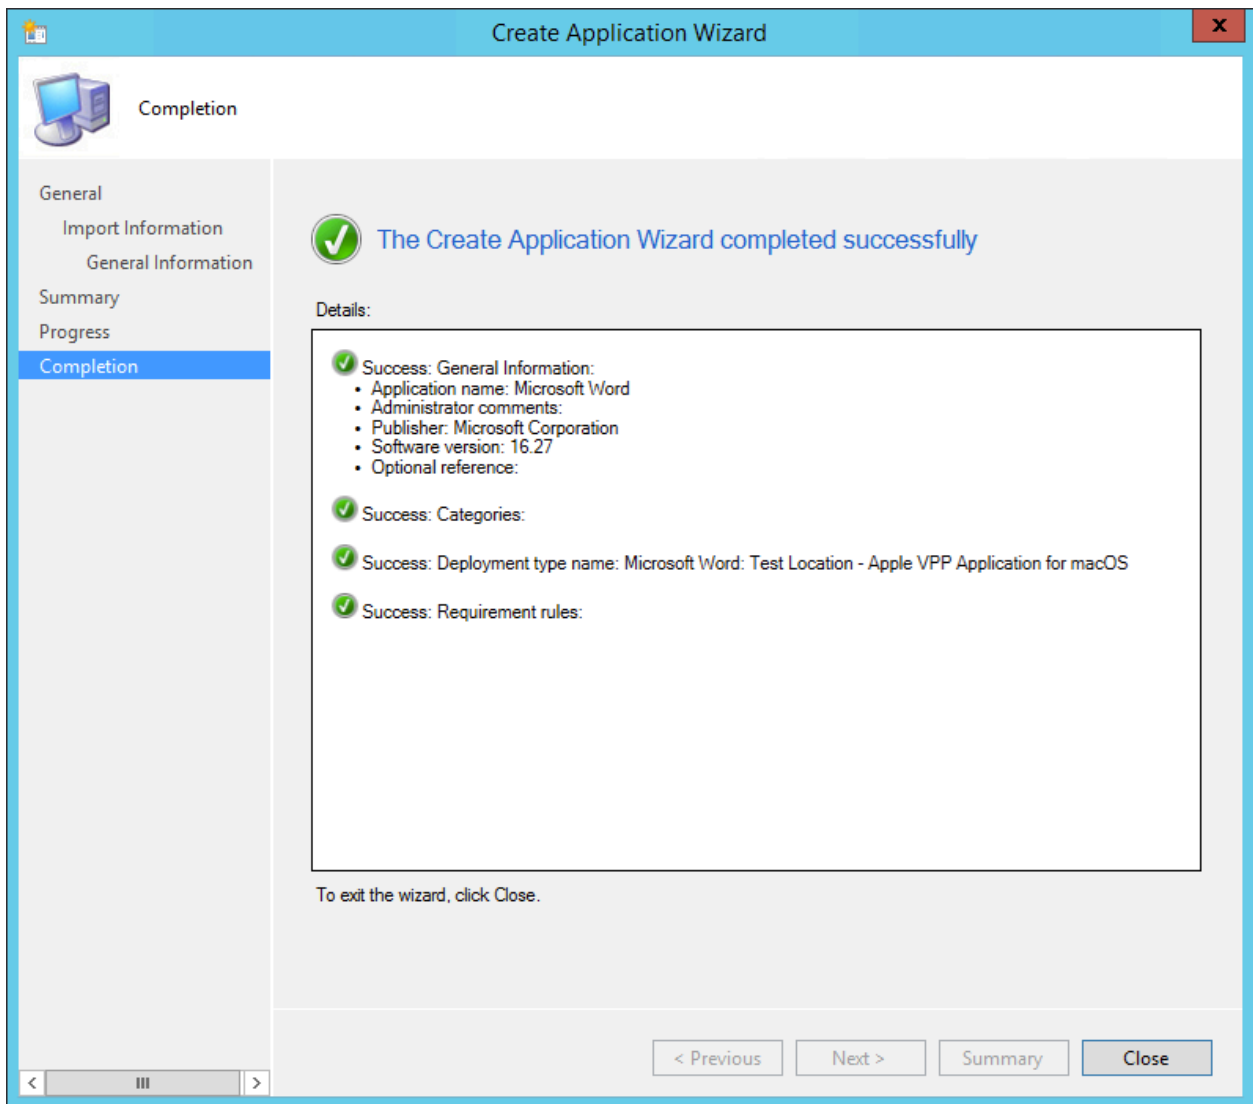 Create Application Wizard
x
Completion
General
Import Information
General Information
Summary
Progress
Completion
The Create Application Wizard completed successfully
Details:
Success: General Information:
• Application name: Microsoft Word
• Administrator comments:
• Publisher: Microsoft Corporation
• Software version: 16.27
• Optional reference:
Success: Categories:
Success: Deployment type name: Microsoft Word: Test Location - Apple VPP Application for macOS
Success: Requirement rules:
To exit the wizard, click Close.
< Previous
Next >
Summary
Close